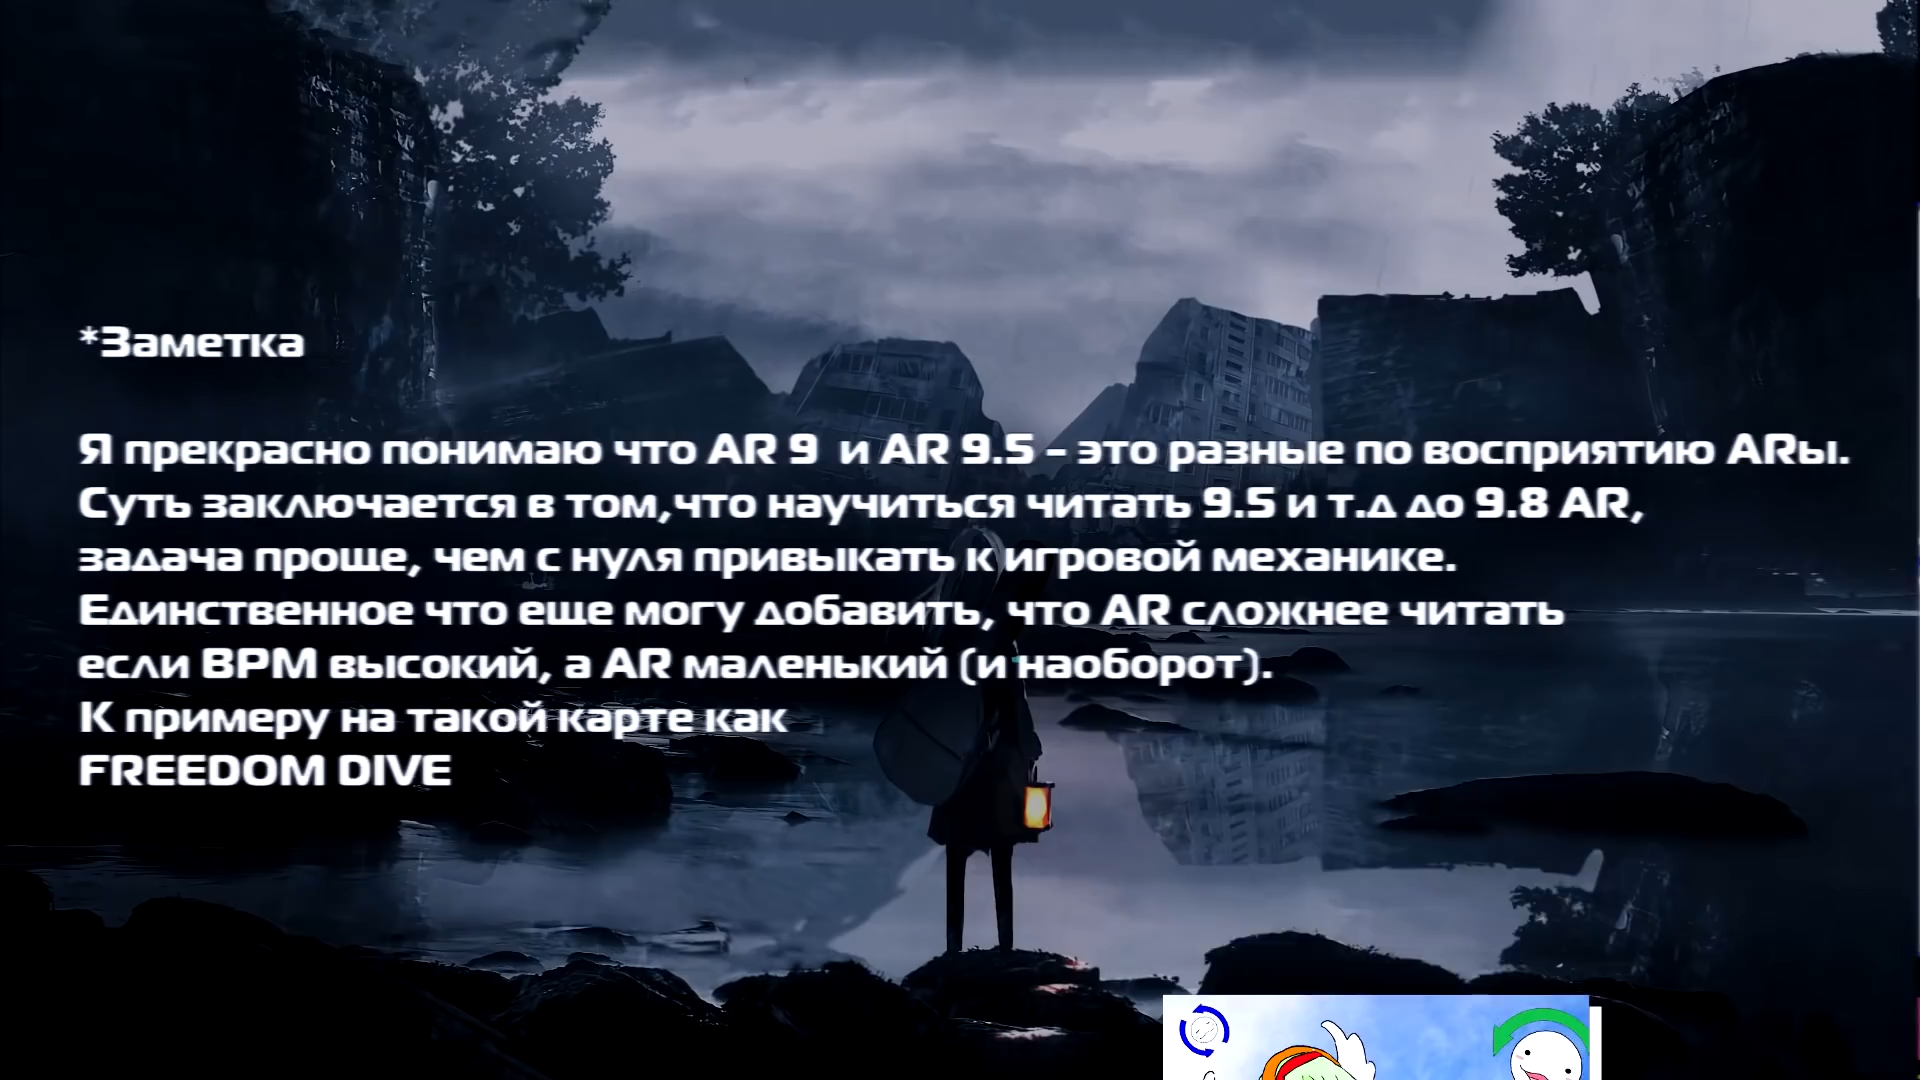 *Заметка
Я прекрасно понимаю что AR 9  и AR 9.5 - это разные по восприятию ARы.
Суть заключается в том,что научиться читать 9.5 и т.д до 9.8 AR,
задача проще, чем с нуля привыкать к игровой механике.
Единственное что еще могу добавить, что AR сложнее читать
если BPM высокий, а AR маленький (и наоборот).
К примеру на такой карте как
FREEDOM DIVE